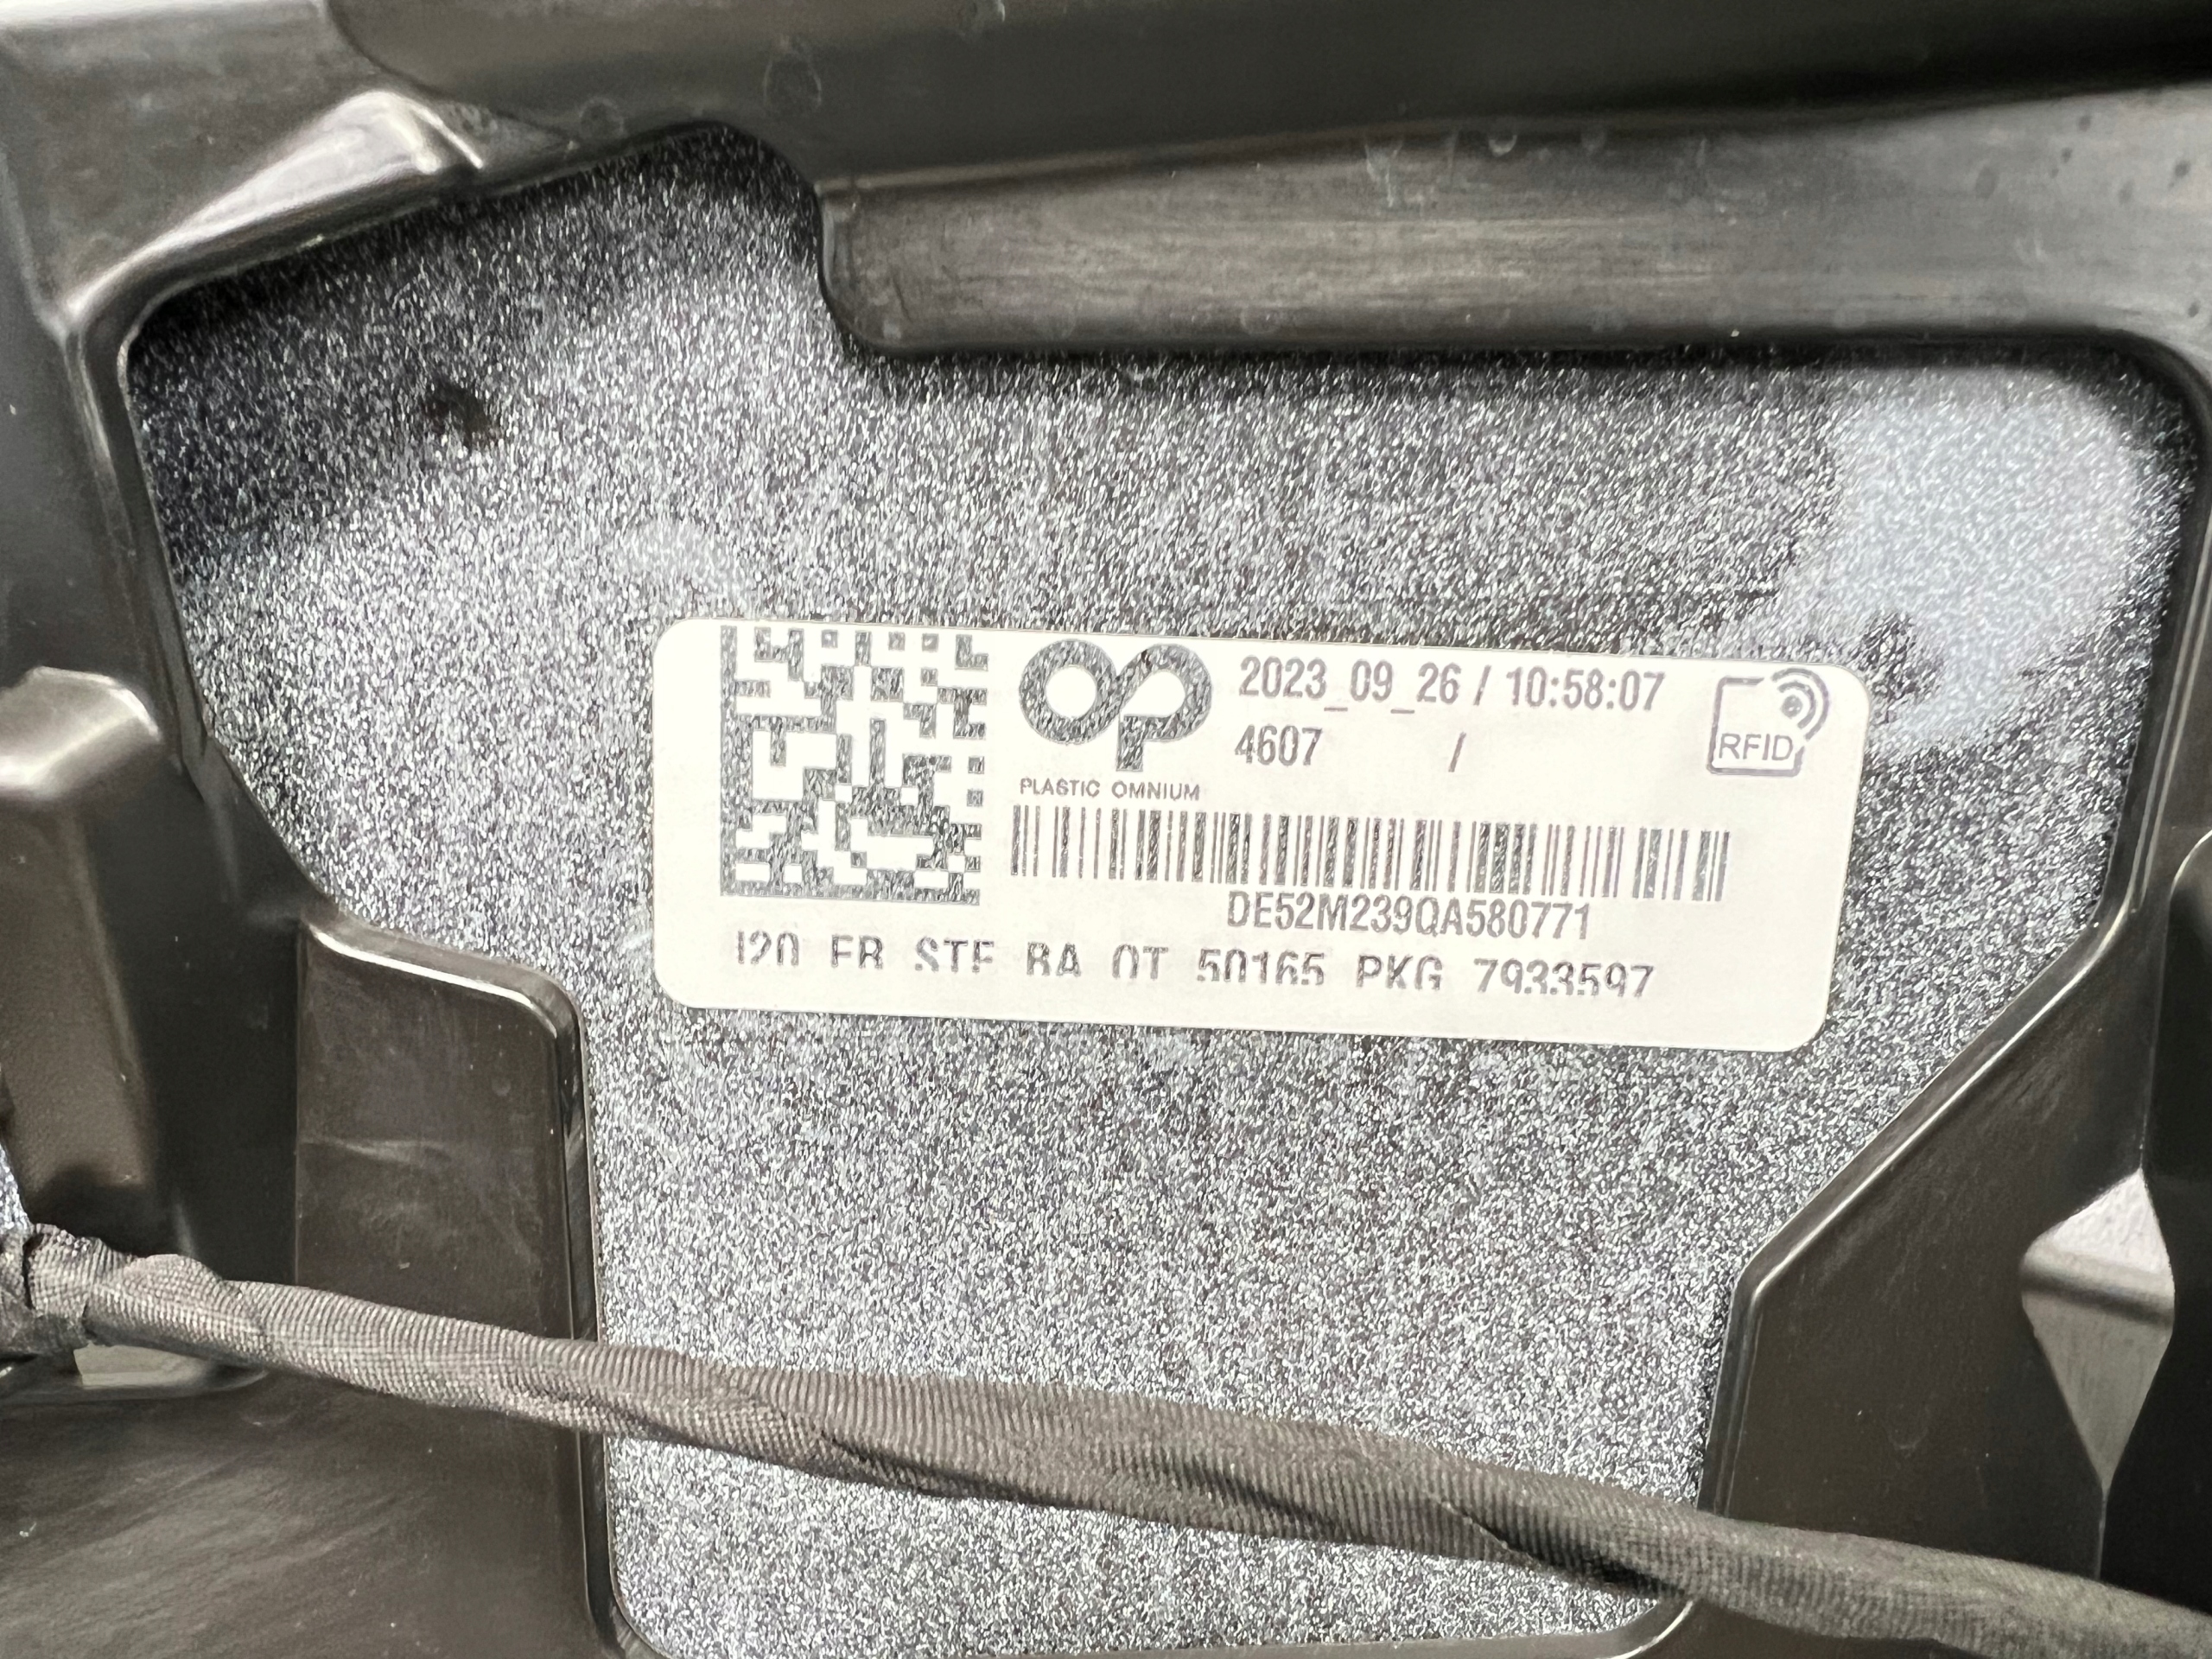 2023_09_26 / 10:58:07
4607 /
RFID
PLASTIC OMNIUM
DE52M239QA580771
I20 FR STF BA OT 50165 PKG 7933597